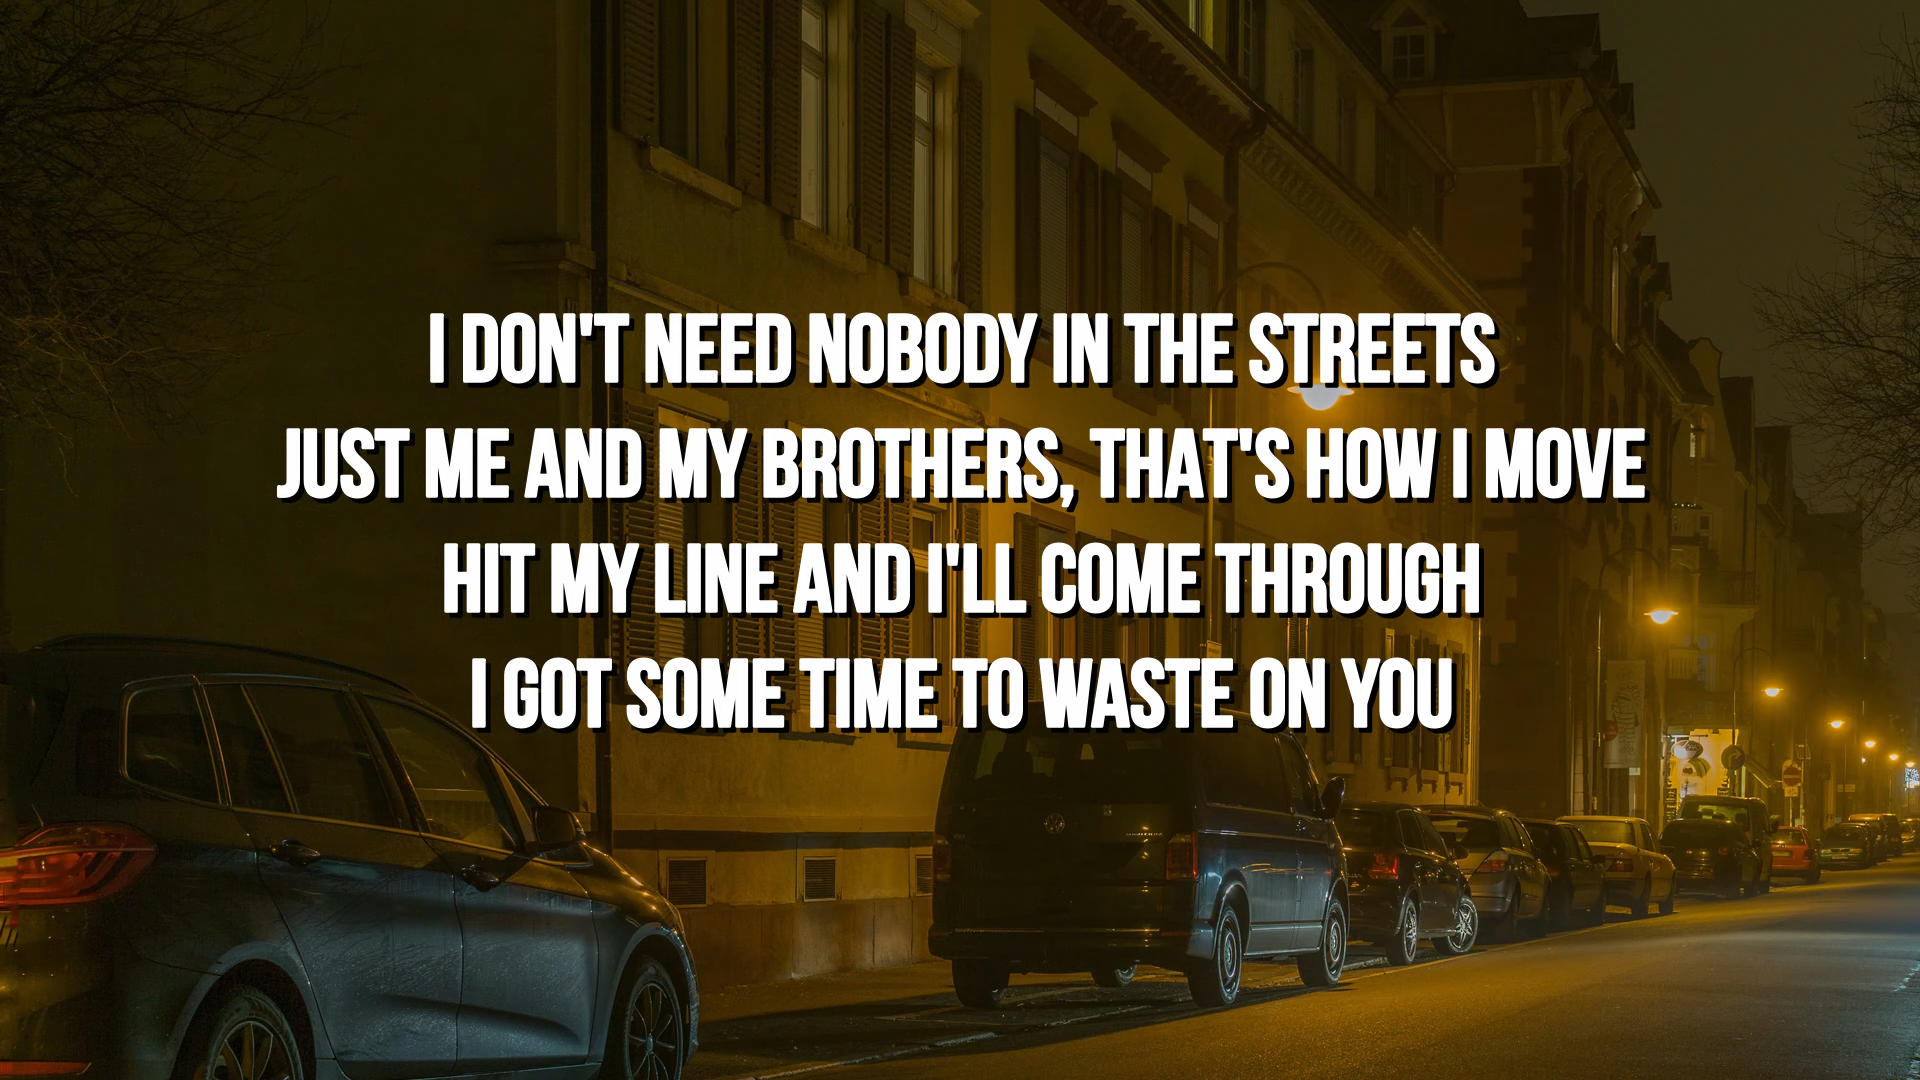 I DON'T NEED NOBODY IN THE STREETS
JUST ME AND MY BROTHERS, THAT'S HOW I MOVE
HIT MY LINE AND I'LL COME THROUGH
I GOT SOME TIME TO WASTE ON YOU